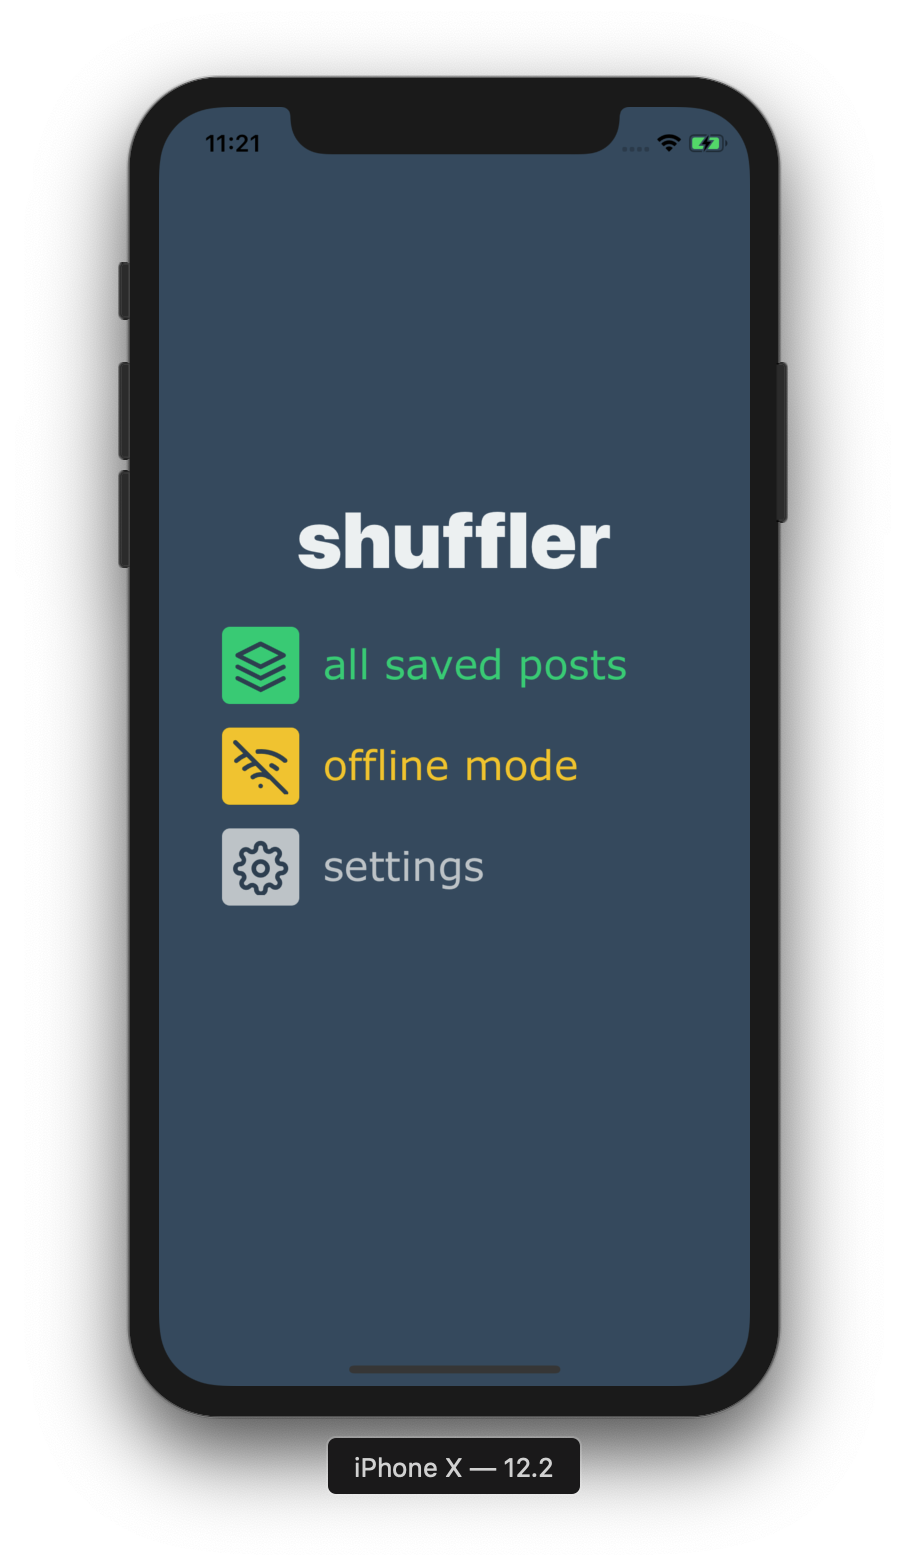 11:21
shuffler
all saved posts
offline mode
settings
iPhone X — 12.2